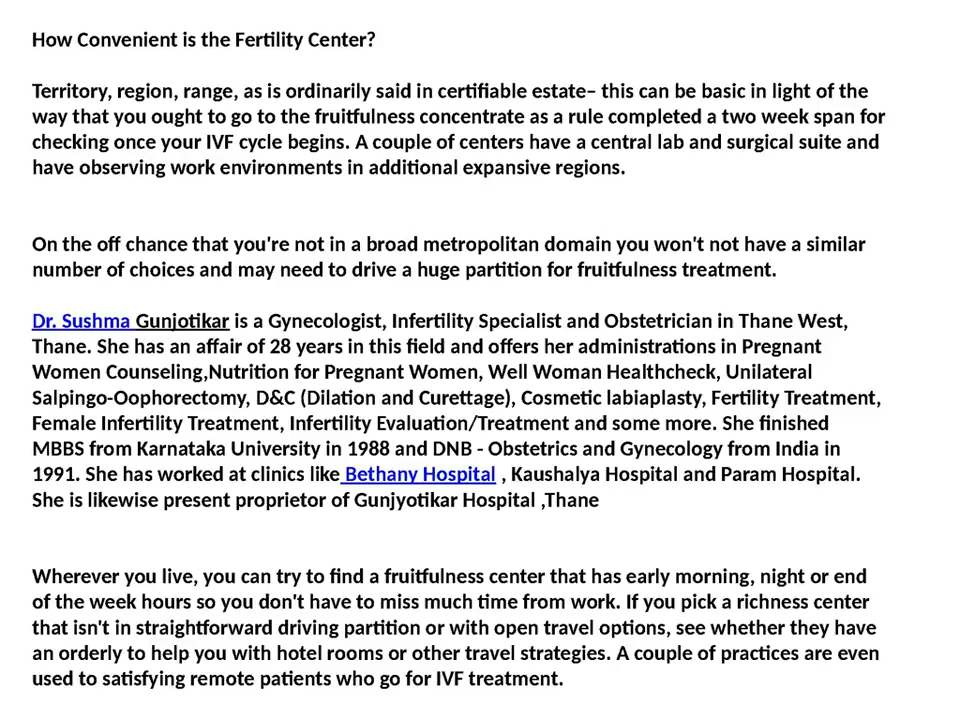 How Convenient is the Fertility Center?
Territory, region, range, as is ordinarily said in certifiable estate– this can be basic in light of the
way that you ought to go to the fruitfulness concentrate as a rule completed a two week span for
checking once your IVF cycle begins. A couple of centers have a central lab and surgical suite and
have observing work environments in additional expansive regions.
On the off chance that you're not in a broad metropolitan domain you won't not have a similar
number of choices and may need to drive a huge partition for fruitfulness treatment.
Dr. Sushma Gunjotikar is a Gynecologist, Infertility Specialist and Obstetrician in Thane West,
Thane. She has an affair of 28 years in this field and offers her administrations in Pregnant
Women Counseling,Nutrition for Pregnant Women, Well Woman Healthcheck, Unilateral
Salpingo-Oophorectomy, D&C (Dilation and Curettage), Cosmetic labiaplasty, Fertility Treatment,
Female Infertility Treatment, Infertility Evaluation/Treatment and some more. She finished
MBBS from Karnataka University in 1988 and DNB - Obstetrics and Gynecology from India in
1991. She has worked at clinics like Bethany Hospital , Kaushalya Hospital and Param Hospital.
She is likewise present proprietor of Gunjyotikar Hospital ,Thane
Wherever you live, you can try to find a fruitfulness center that has early morning, night or end
of the week hours so you don't have to miss much time from work. If you pick a richness center
that isn't in straightforward driving partition or with open travel options, see whether they have
an orderly to help you with hotel rooms or other travel strategies. A couple of practices are even
used to satisfying remote patients who go for IVF treatment.